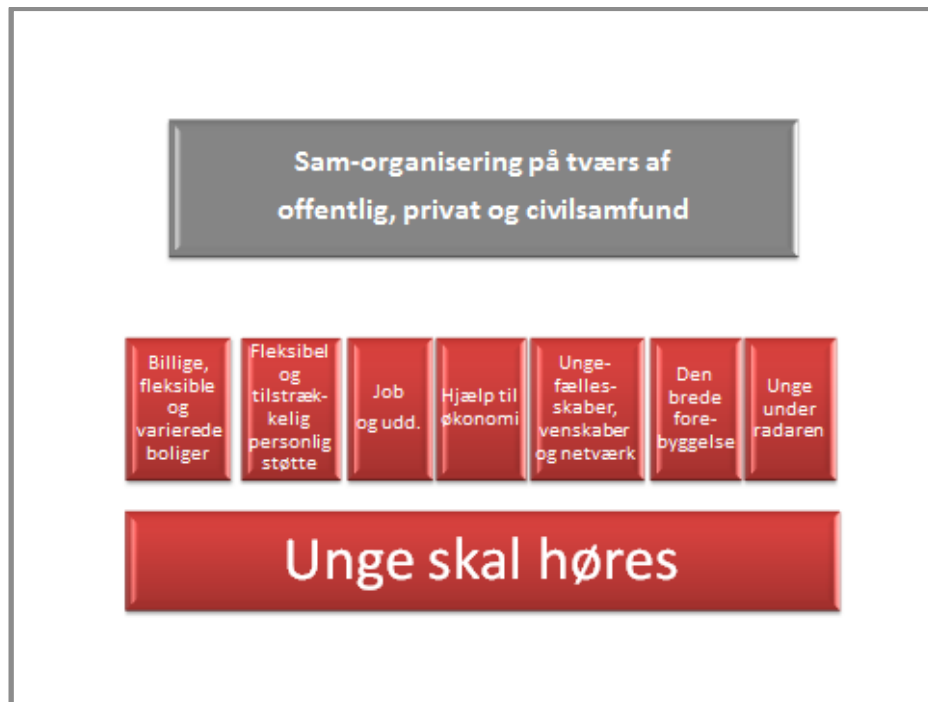 Sam-organisering på tværs af
offentlig, privat og civilsamfund
Billige,
fleksible
og
varierede
boliger
Fleksibel
og
tilstræk-
kelig
personlig
støtte
Job
og udd.
Hjælp til
økonomi
Unge-
fælles-
skaber,
venskaber
og netværk
Den
brede
fore-
byggelse
Unge
under
radaren
Unge skal høres